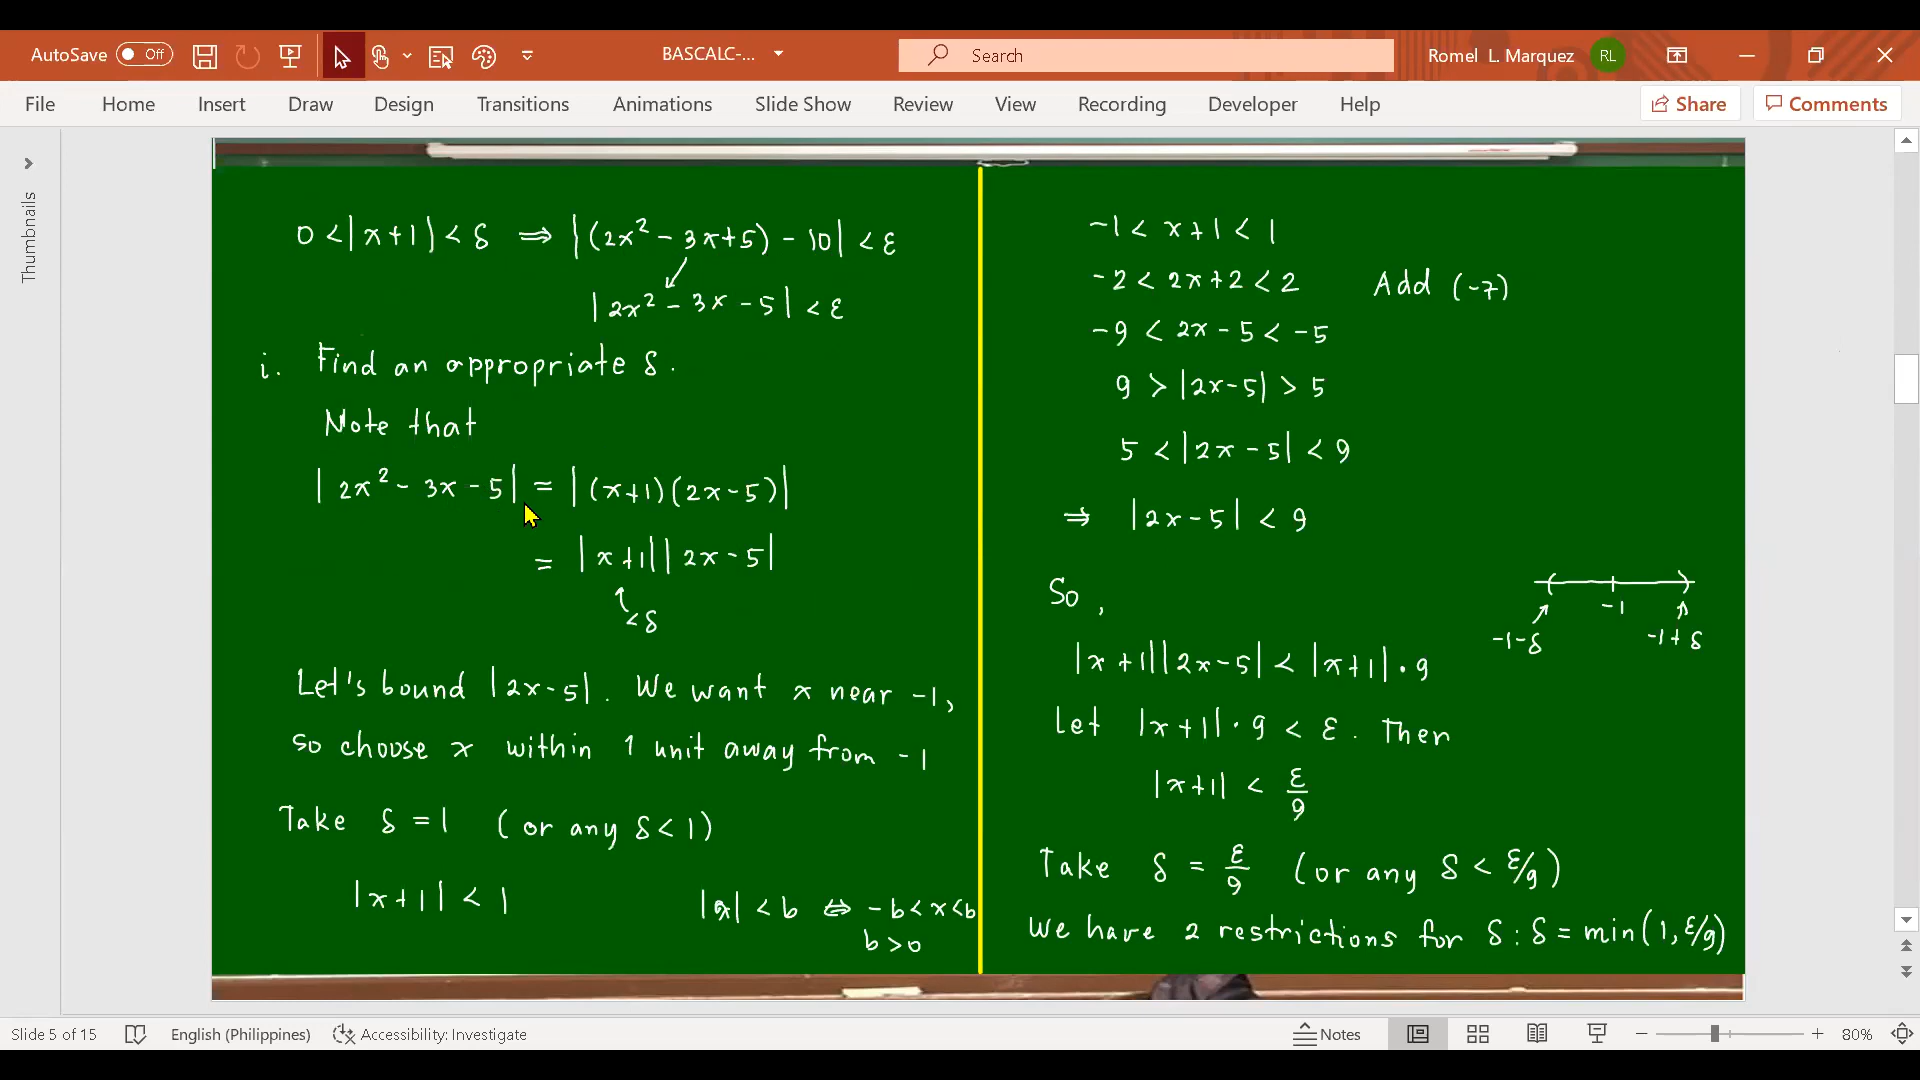 AutoSave Off BASCALC-... Search Romel L. Marquez RL
File Home Insert Draw Design Transitions Animations Slide Show Review View Recording Developer Help Share Comments
Thumbnails
0 < |x+1| < δ ⇒ |(2x² - 3x + 5) - 10| < ε
|2x² - 3x - 5| < ε
i. Find an appropriate δ.
Note that
|2x² - 3x - 5| = |(x+1)(2x-5)|
= |x+1||2x-5|
< δ
Let's bound |2x-5|. We want x near -1,
so choose x within 1 unit away from -1
Take δ = 1 (or any δ < 1)
|x+1| < 1
|x| < b ⇔ -b < x < b
b > 0
-1 < x+1 < 1
-2 < 2x+2 < 2 Add (-7)
-9 < 2x - 5 < -5
9 > |2x-5| > 5
5 < |2x - 5| < 9
⇒ |2x-5| < 9
So,
-1
-1-δ -1+δ
|x+1||2x-5| < |x+1| · 9
Let |x+1| · 9 < ε. Then
|x+1| < ε/9
Take δ = ε/9 (or any δ < ε/9)
We have 2 restrictions for δ: δ = min(1, ε/9)
Slide 5 of 15 English (Philippines) Accessibility: Investigate Notes 80%